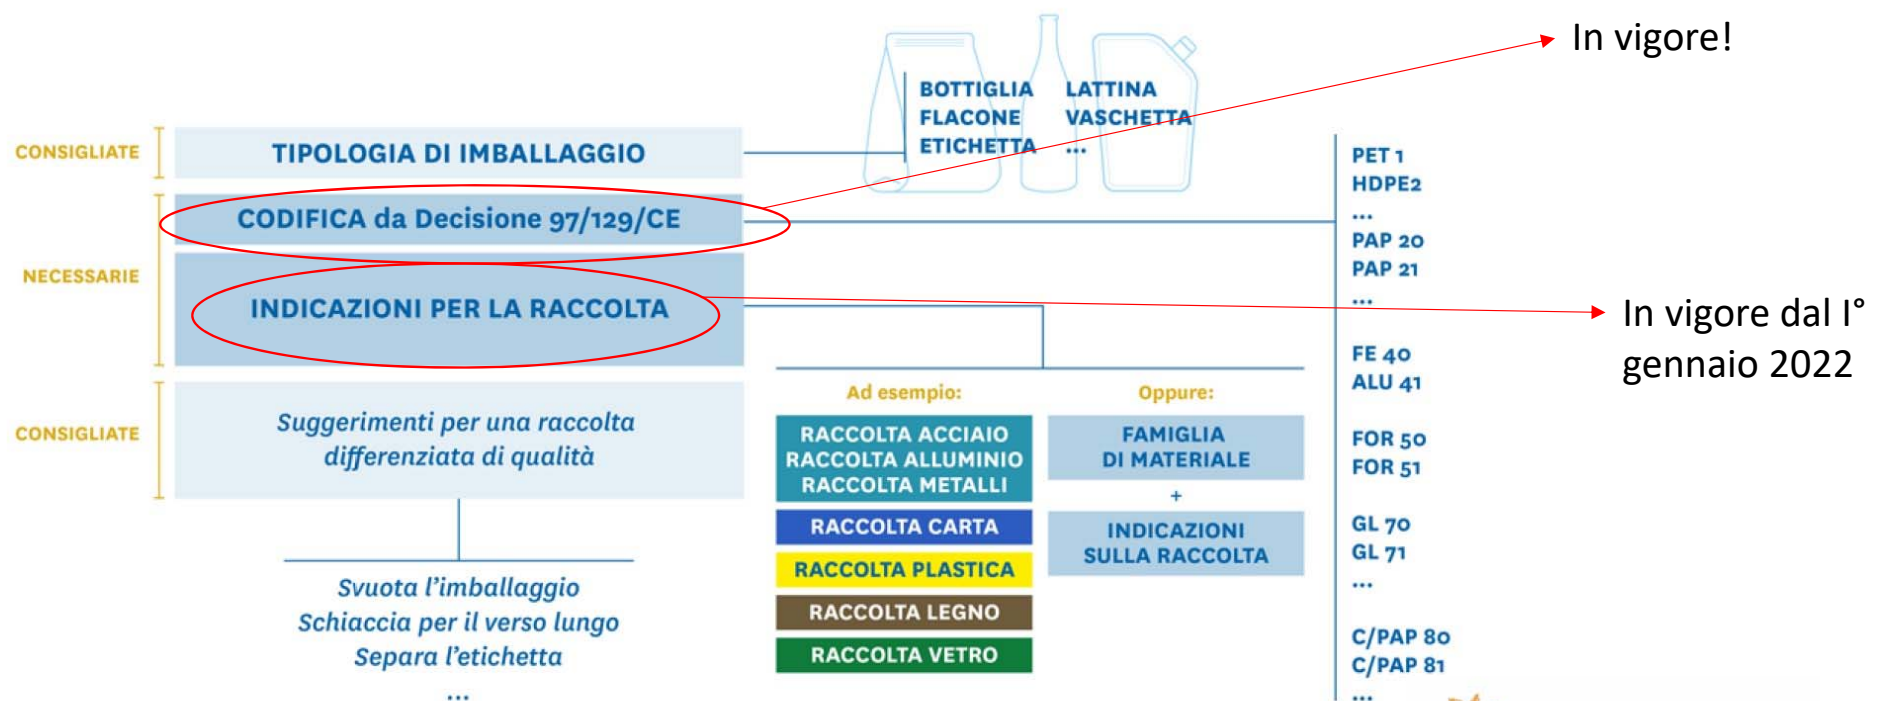 In vigore!
BOTTIGLIA LATTINA
FLACONE VASCHETTA
ETICHETTA ...
CONSIGLIATE
TIPOLOGIA DI IMBALLAGGIO
NECESSARIE
CODIFICA da Decisione 97/129/CE
INDICAZIONI PER LA RACCOLTA
In vigore dal I°
gennaio 2022
CONSIGLIATE
Suggerimenti per una raccolta
differenziata di qualità
Svuota l'imballaggio
Schiaccia per il verso lungo
Separa l'etichetta
...
Ad esempio:
RACCOLTA ACCIAIO
RACCOLTA ALLUMINIO
RACCOLTA METALLI
RACCOLTA CARTA
RACCOLTA PLASTICA
RACCOLTA LEGNO
RACCOLTA VETRO
Oppure:
FAMIGLIA
DI MATERIALE
+
INDICAZIONI
SULLA RACCOLTA
PET 1
HDPE2
...
PAP 20
PAP 21
...
FE 40
ALU 41
FOR 50
FOR 51
GL 70
GL 71
...
C/PAP 80
C/PAP 81
...